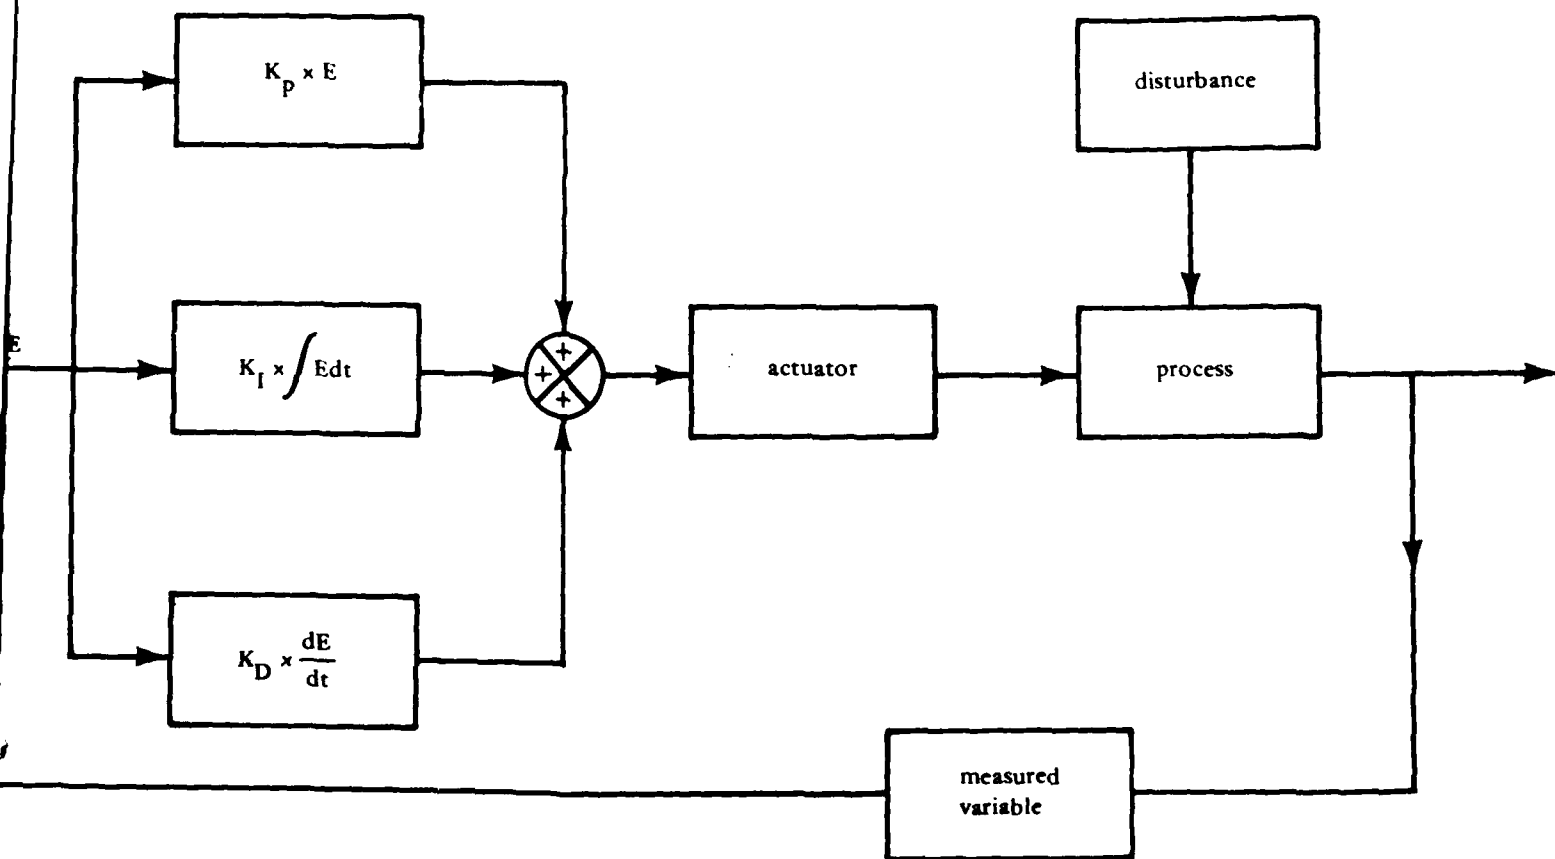 K_p × E
disturbance
E
K_I × ∫ Edt
+
+
+
actuator
process
K_D × dE/dt
measured
variable